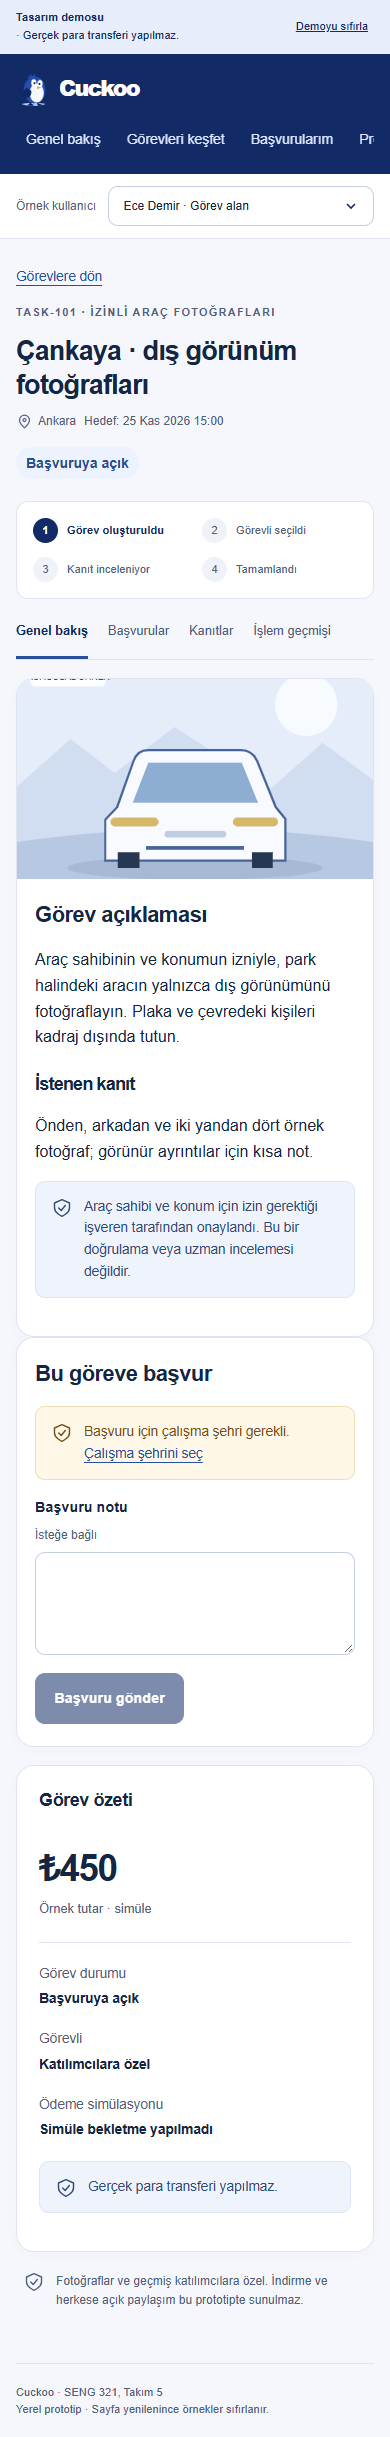 Tasarım demosu
· Gerçek para transferi yapılmaz.
Demoyu sıfırla
Cuckoo
Genel bakış Görevleri keşfet Başvurularım Pr
Örnek kullanıcı
Ece Demir · Görev alan
Görevlere dön
TASK-101 · İZİNLİ ARAÇ FOTOĞRAFLARI
Çankaya · dış görünüm
fotoğrafları
Ankara Hedef: 25 Kas 2026 15:00
Başvuruya açık
1 Görev oluşturuldu
2 Görevli seçildi
3 Kanıt inceleniyor
4 Tamamlandı
Genel bakış Başvurular Kanıtlar İşlem geçmişi
Görev açıklaması
Araç sahibinin ve konumun izniyle, park
halindeki aracın yalnızca dış görünümünü
fotoğraflayın. Plaka ve çevredeki kişileri
kadraj dışında tutun.
İstenen kanıt
Önden, arkadan ve iki yandan dört örnek
fotoğraf; görünür ayrıntılar için kısa not.
Araç sahibi ve konum için izin gerektiği
işveren tarafından onaylandı. Bu bir
doğrulama veya uzman incelemesi
değildir.
Bu göreve başvur
Başvuru için çalışma şehri gerekli.
Çalışma şehrini seç
Başvuru notu
İsteğe bağlı
Başvuru gönder
Görev özeti
₺450
Örnek tutar · simüle
Görev durumu
Başvuruya açık
Görevli
Katılımcılara özel
Ödeme simülasyonu
Simüle bekletme yapılmadı
Gerçek para transferi yapılmaz.
Fotoğraflar ve geçmiş katılımcılara özel. İndirme ve
herkese açık paylaşım bu prototipte sunulmaz.
Cuckoo · SENG 321, Takım 5
Yerel prototip · Sayfa yenilenince örnekler sıfırlanır.